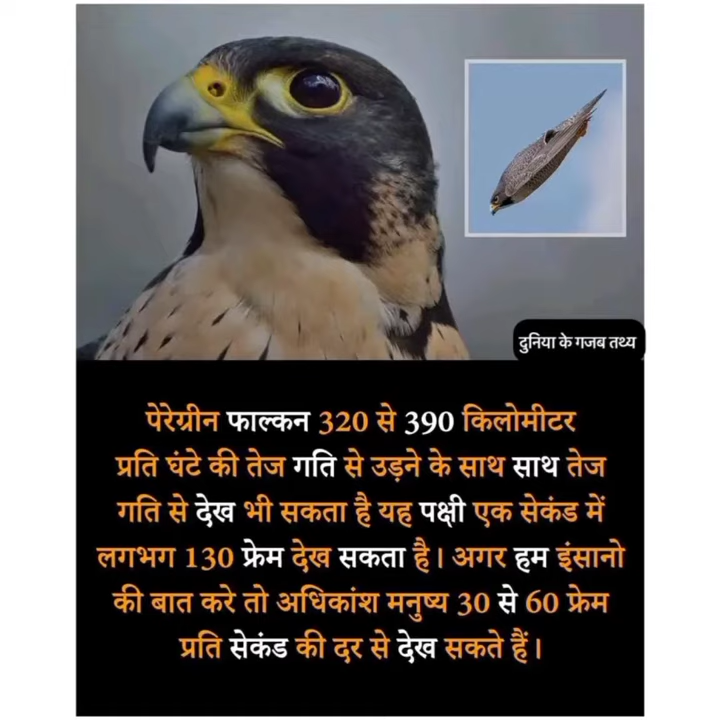 दुनिया के गजब तथ्य
पेरेग्रीन फाल्कन 320 से 390 किलोमीटर
प्रति घंटे की तेज गति से उड़ने के साथ साथ तेज
गति से देख भी सकता है यह पक्षी एक सेकंड में
लगभग 130 फ्रेम देख सकता है। अगर हम इंसानो
की बात करे तो अधिकांश मनुष्य 30 से 60 फ्रेम
प्रति सेकंड की दर से देख सकते हैं।